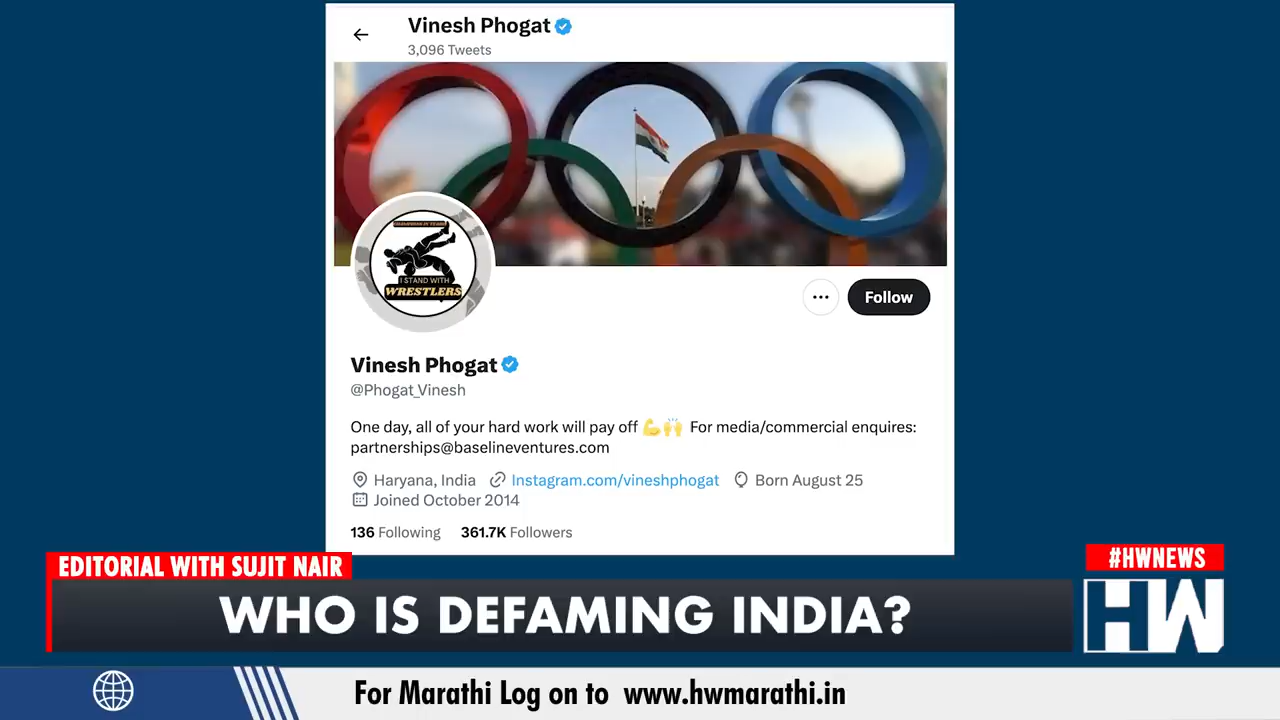 Vinesh Phogat
3,096 Tweets
CHAMPIONS IN TEARS
I STAND WITH
WRESTLERS
Follow
Vinesh Phogat
@Phogat_Vinesh
One day, all of your hard work will pay off 💪🙌 For media/commercial enquires:
partnerships@baselineventures.com
Haryana, India Instagram.com/vineshphogat Born August 25
Joined October 2014
136 Following 361.7K Followers
EDITORIAL WITH SUJIT NAIR
#HWNEWS
WHO IS DEFAMING INDIA?
HW
For Marathi Log on to www.hwmarathi.in